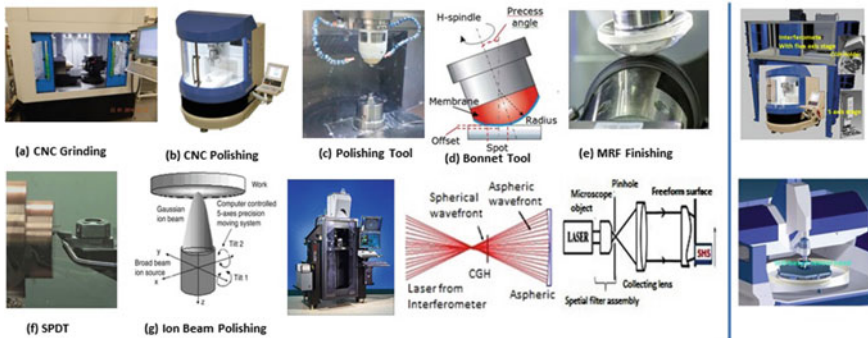 H-spindle
Precess
angle
Membrane
Radius
Offset
Spot
(a) CNC Grinding
(b) CNC Polishing
(c) Polishing Tool
(d) Bonnet Tool
(e) MRF Finishing
Interferometer
With five axis stage
5 axis stage
Work
Gaussian
ion beam
Computer controlled
5-axes precision
moving system
Tilt 2
Broad beam
ion source
y
x
z
Tilt 1
(f) SPDT
(g) Ion Beam Polishing
Spherical
wavefront
Aspheric
wavefront
CGH
Laser from
Interferometer
Aspheric
Microscope
object
Pinhole
Freeform surface
LASER
SHS
Collecting lens
Spetial filter assembly